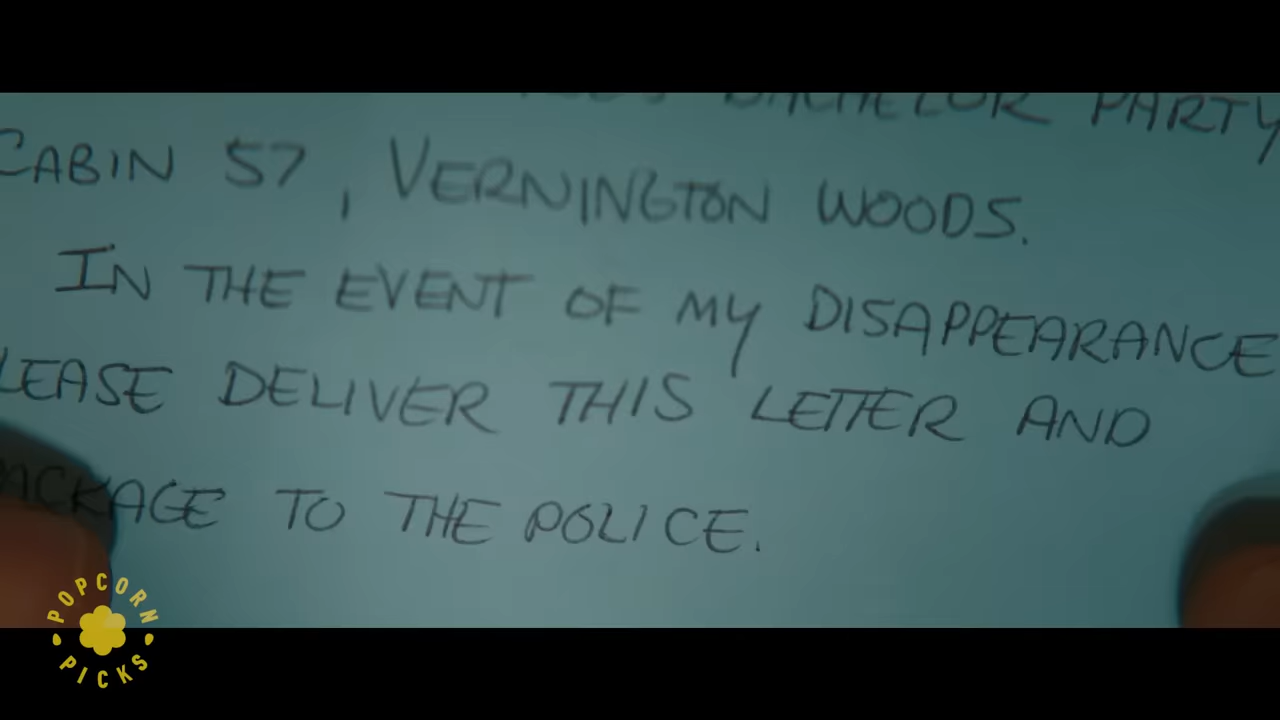 BACHELOR PARTY
CABIN 57, VERNINGTON WOODS.
IN THE EVENT OF MY DISAPPEARANCE
LEASE DELIVER THIS LETTER AND
PACKAGE TO THE POLICE.
POPCORN
PICKS